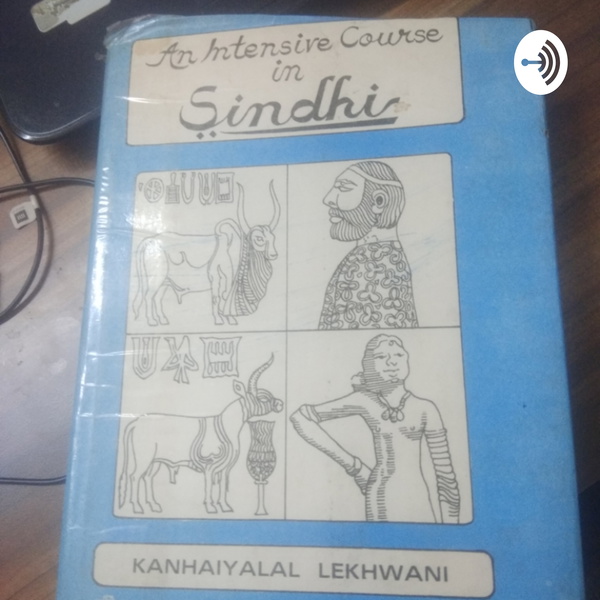 An Intensive Course
in
Sindhi
KANHAIYALAL LEKHWANI